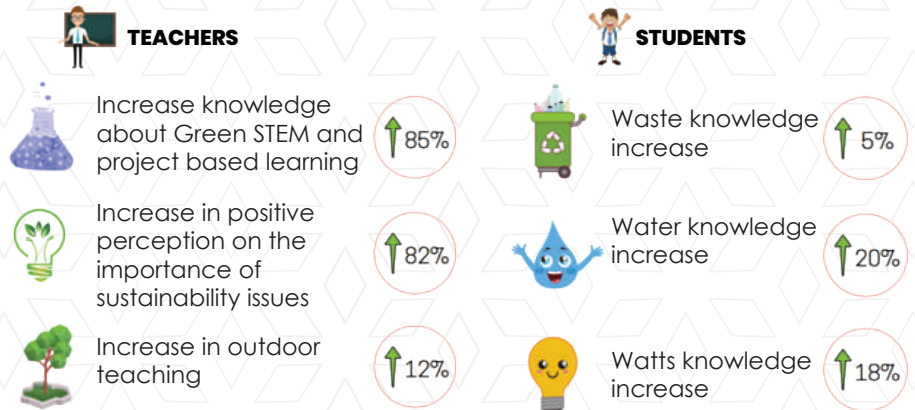 TEACHERS
Increase knowledge
about Green STEM and
project based learning
85%
Increase in positive
perception on the
importance of
sustainability issues
82%
Increase in outdoor
teaching
12%
STUDENTS
Waste knowledge
increase
5%
Water knowledge
increase
20%
Watts knowledge
increase
18%